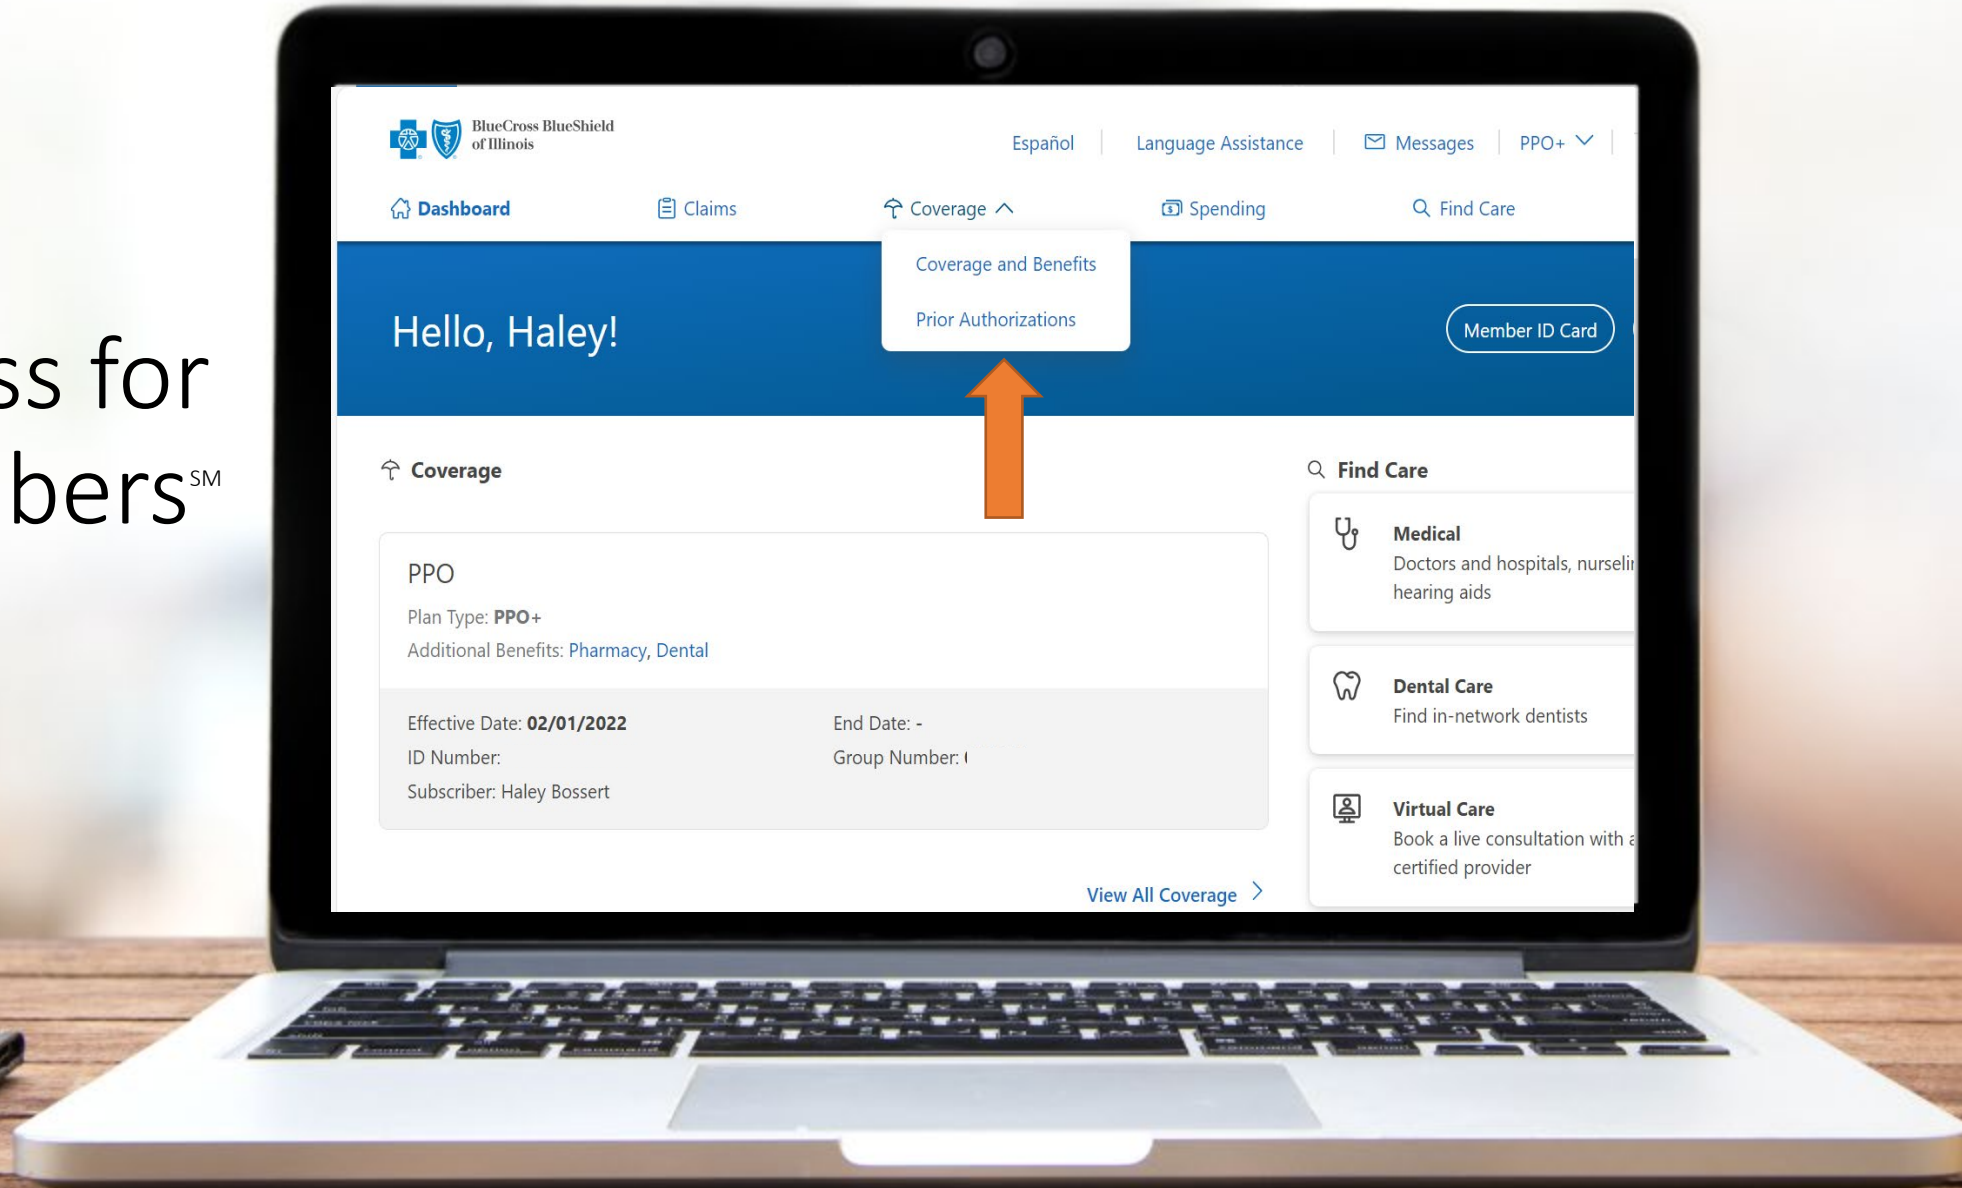 ss for
bersSM
BlueCross BlueShield
of Illinois
Español
Language Assistance
Messages
PPO+
Dashboard
Claims
Coverage
Spending
Find Care
Coverage and Benefits
Prior Authorizations
Hello, Haley!
Member ID Card
Coverage
PPO
Plan Type: PPO+
Additional Benefits: Pharmacy, Dental
Effective Date: 02/01/2022
End Date: -
ID Number:
Group Number:
Subscriber: Haley Bossert
View All Coverage
Find Care
Medical
Doctors and hospitals,
hearing aids
Dental Care
Find in-network dentists
Virtual Care
Book a live consultation with a
certified provider